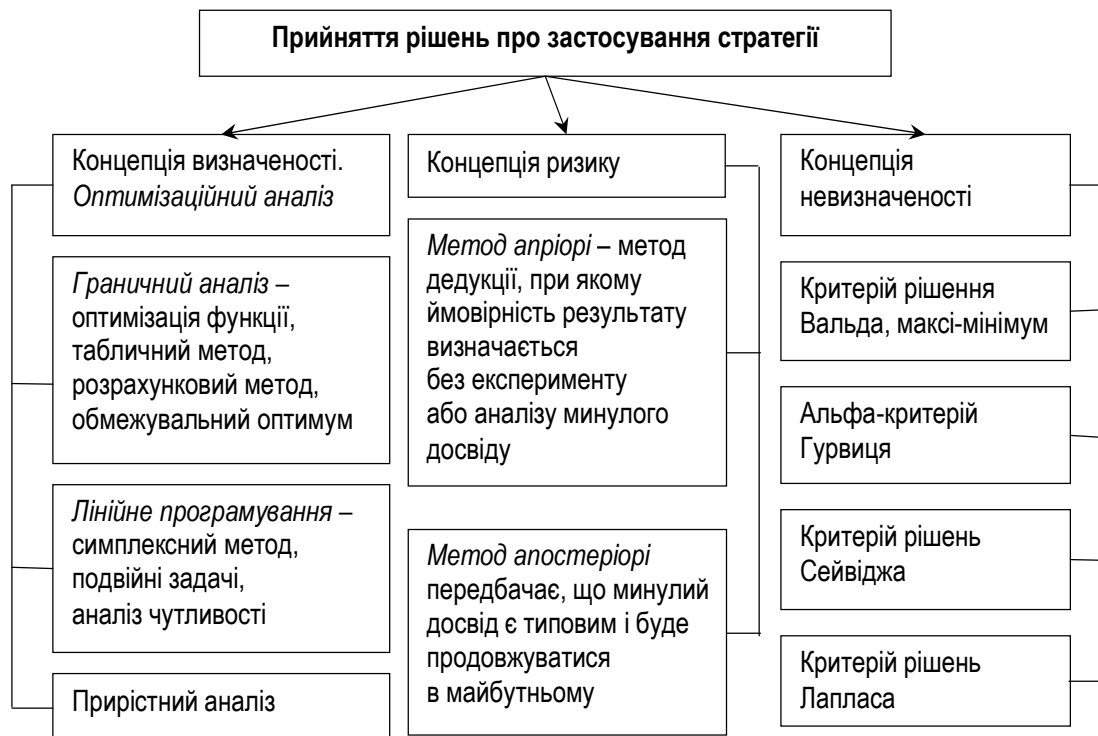 Прийняття рішень про застосування стратегії
Концепція визначеності.
Оптимізаційний аналіз
Граничний аналіз –
оптимізація функції,
табличний метод,
розрахунковий метод,
обмежувальний оптимум
Лінійне програмування –
симплексний метод,
подвійні задачі,
аналіз чутливості
Прирістний аналіз
Концепція ризику
Метод апріорі – метод
дедукції, при якому
ймовірність результату
визначається
без експерименту
або аналізу минулого
досвіду
Метод апостеріорі
передбачає, що минулий
досвід є типовим і буде
продовжуватися
в майбутньому
Концепція
невизначеності
Критерій рішення
Вальда, максі-мінімум
Альфа-критерій
Гурвиця
Критерій рішень
Сейвіджа
Критерій рішень
Лапласа